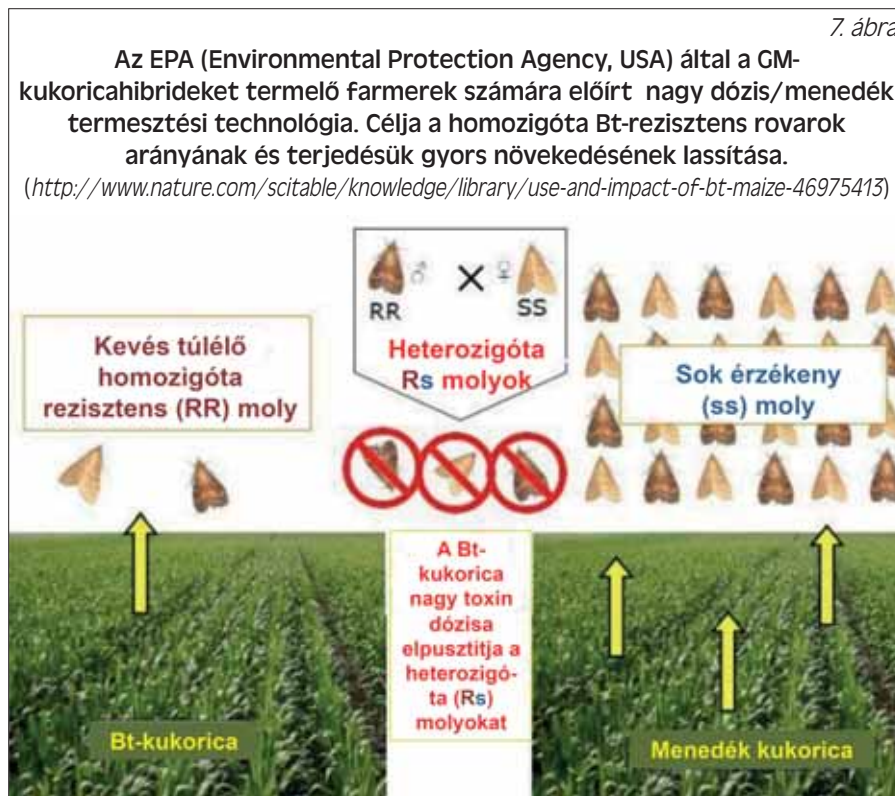 7. ábra
Az EPA (Environmental Protection Agency, USA) által a GM-
kukoricahibrideket termelő farmerek számára előírt nagy dózis/menedék
termesztési technológia. Célja a homozigóta Bt-rezisztens rovarok
arányának és terjedésük gyors növekedésének lassítása.
(http://www.nature.com/scitable/knowledge/library/use-and-impact-of-bt-maize-46975413)
♂ X ♀
RR SS
Heterozigóta
Rs molyok
Kevés túlélő
homozigóta
rezisztens (RR) moly
Sok érzékeny
(ss) moly
A Bt-
kukorica
nagy toxin
dózisa
elpusztítja a
heterozigó-
ta (Rs)
molyokat
Bt-kukorica
Menedék kukorica